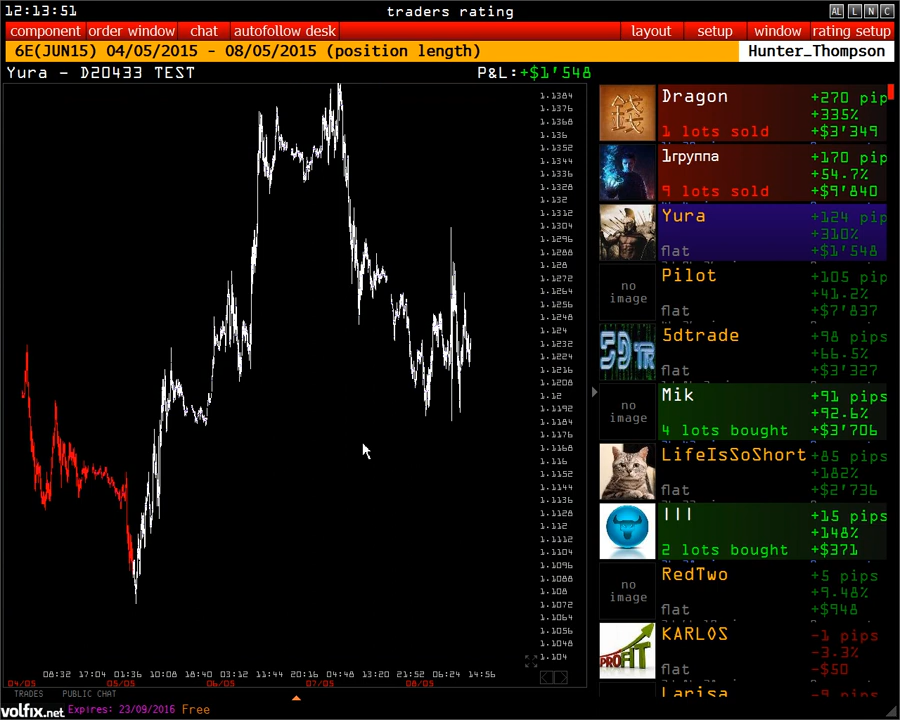 12:13:51
traders rating
AL L N C
component order window chat autofollow desk layout setup window rating setup
6E(JUN15) 04/05/2015 - 08/05/2015 (position length)
Hunter_Thompson
Yura - D20433 TEST
P&L:+$1'548
1.1384
1.1376
1.1368
1.136
1.1352
1.1344
1.1336
1.1328
1.132
1.1312
1.1304
1.1296
1.1288
1.128
1.1272
1.1264
1.1256
1.1248
1.124
1.1232
1.1224
1.1216
1.1208
1.12
1.1192
1.1184
1.1176
1.1168
1.116
1.1152
1.1144
1.1136
1.1128
1.112
1.1112
1.1104
1.1096
1.1088
1.108
1.1072
1.1064
1.1056
1.1048
1.104
錢
Dragon
+270 pip
+335%
1 lots sold
+$3'349
1группа
+170 pip
+54.7%
9 lots sold
+$9'840
Yura
+124 pip
+310%
flat
+$1'548
no image
Pilot
+105 pip
+41.2%
flat
+$7'837
5dtrade
+98 pips
+66.5%
flat
+$3'327
no image
Mik
+91 pips
+92.6%
4 lots bought
+$3'706
LifeIsSoShort
+85 pips
+182%
flat
+$2'736
|||
+15 pips
+148%
2 lots bought
+$371
no image
RedTwo
+5 pips
+9.48%
flat
+$948
PROFIT
KARLOS
-1 pips
-3.3%
flat
-$50
Larisa
-9 pips
08:32 17:04 01:36 10:08 18:40 03:12 11:44 20:16 04:48 13:20 21:52 06:24 14:56
04/05 05/05 06/05 07/05 08/05
TRADES PUBLIC CHAT
volfix.net Expires: 23/09/2016 Free